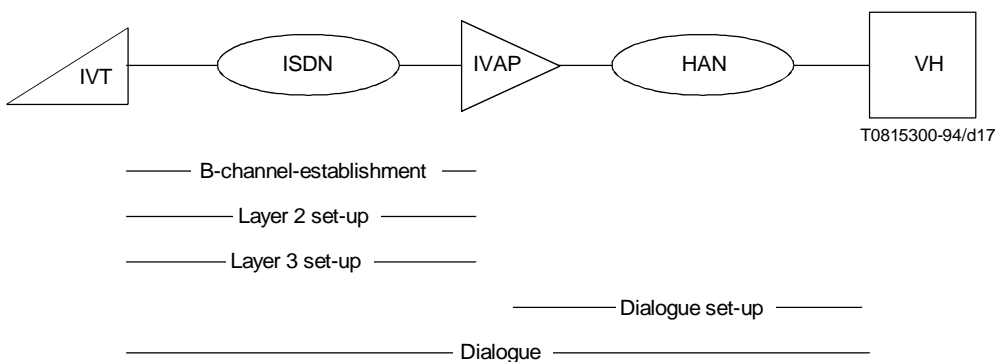 IVT
ISDN
IVAP
HAN
VH
T0815300-94/d17
B-channel-establishment
Layer 2 set-up
Layer 3 set-up
Dialogue set-up
Dialogue